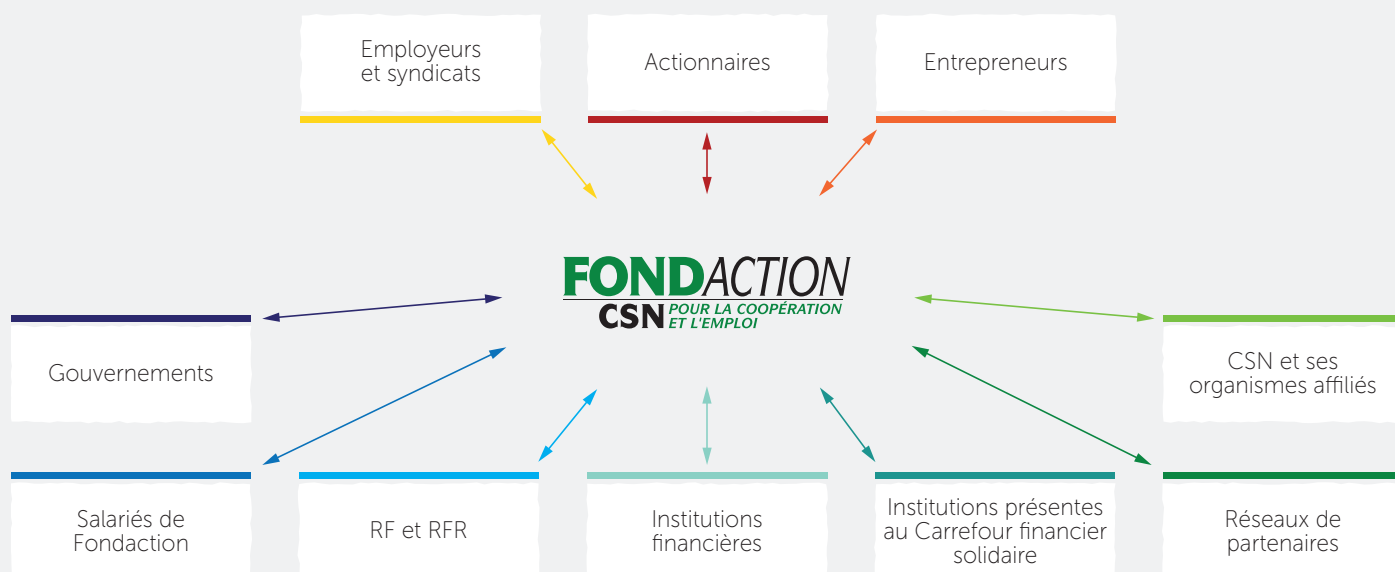 Employeurs
et syndicats
Actionnaires
Entrepreneurs
FONDACTION
CSN POUR LA COOPÉRATION
ET L'EMPLOI
Gouvernements
CSN et ses
organismes affiliés
Salariés de
Fondaction
RF et RFR
Institutions
financières
Institutions présentes
au Carrefour financier
solidaire
Réseaux de
partenaires